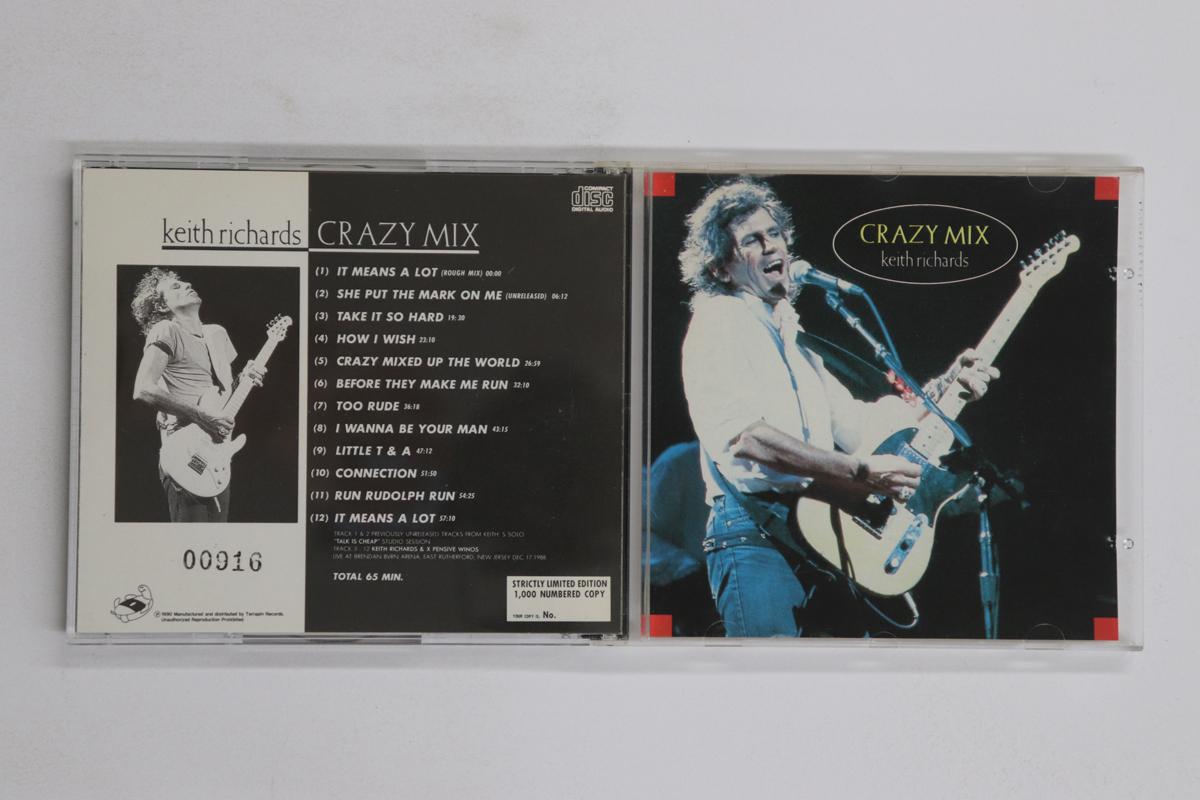 COMPACT
disc
DIGITAL AUDIO
keith richards CRAZY MIX
(1) IT MEANS A LOT (ROUGH MIX) 00:00
(2) SHE PUT THE MARK ON ME (UNRELEASED) 06:12
(3) TAKE IT SO HARD 19:30
(4) HOW I WISH 23:10
(5) CRAZY MIXED UP THE WORLD 26:59
(6) BEFORE THEY MAKE ME RUN 32:10
(7) TOO RUDE 36:18
(8) I WANNA BE YOUR MAN 43:15
(9) LITTLE T & A 47:12
(10) CONNECTION 51:50
(11) RUN RUDOLPH RUN 54:25
(12) IT MEANS A LOT 57:10
TRACK 1 & 2 PREVIOUSLY UNRELEASED TRACKS FROM KEITH'S SOLO
"TALK IS CHEAP" STUDIO SESSION
TRACK 3 - 12 KEITH RICHARDS & X PENSIVE WINOS
LIVE AT BRENDAN BVRN ARENA, EAST RUTHERFORD, NEW JERSEY DEC. 17.1988
TOTAL 65 MIN.
00916
STRICTLY LIMITED EDITION
1,000 NUMBERED COPY
YOUR COPY IS, No.
℗1990 Manufactured and distributed by Terrapin Records.
Unauthorized Reproduction Prohibited
CRAZY MIX
keith richards